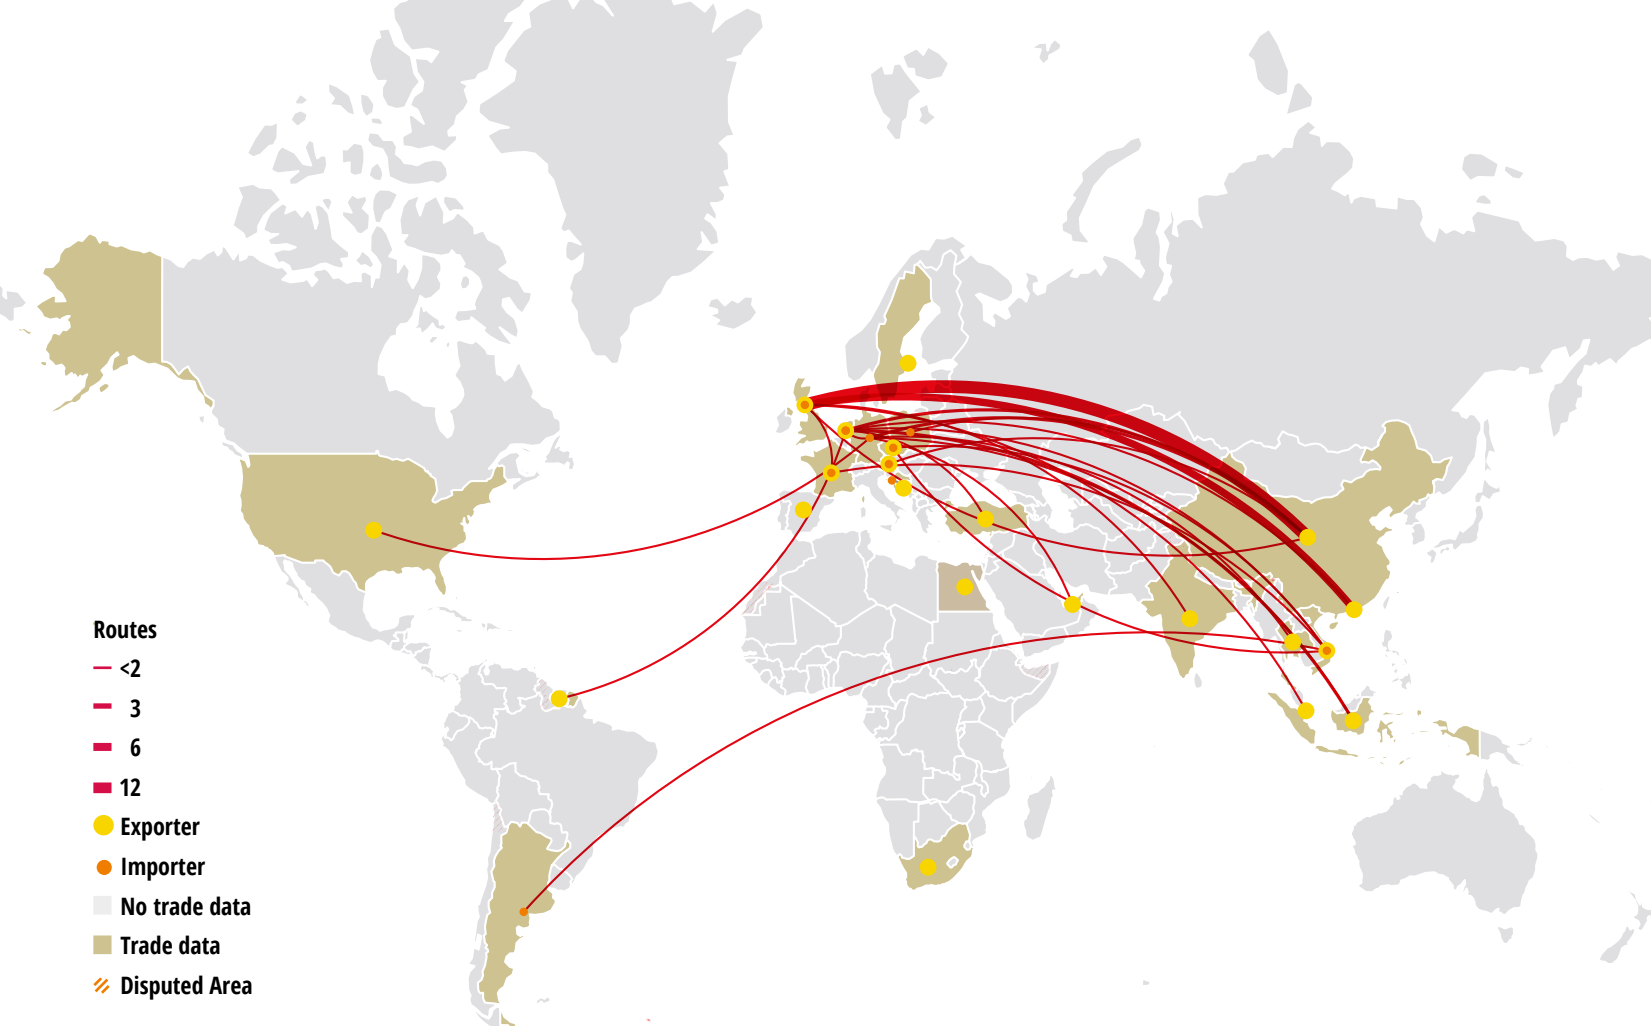 Routes
<2
3
6
12
Exporter
Importer
No trade data
Trade data
Disputed Area